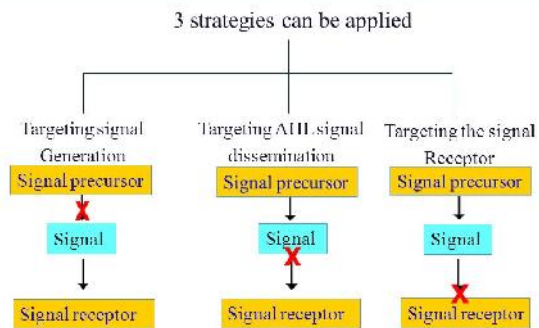 3 strategies can be applied
Targeting signal
Generation
Signal precursor
Signal
Signal receptor
Targeting AHL signal
dissemination
Signal precursor
Signal
Signal receptor
Targeting the signal
Receptor
Signal precursor
Signal
Signal receptor